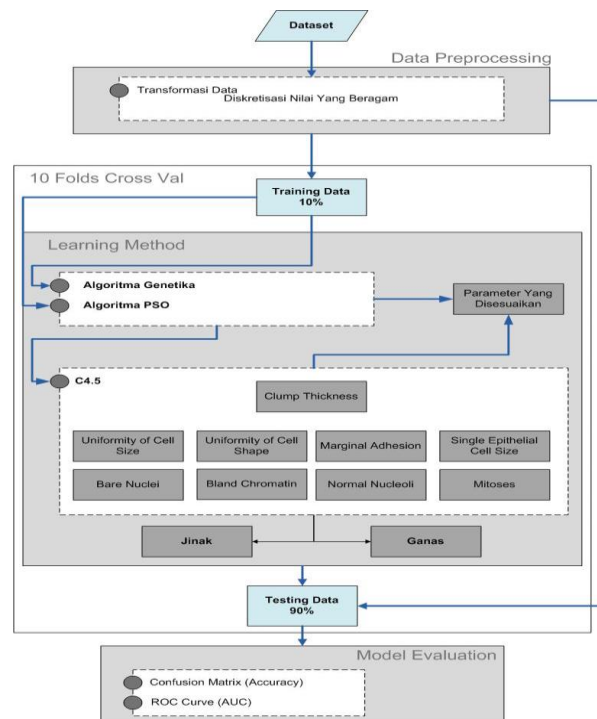 Dataset
Data Preprocessing
Transformasi Data
Diskretisasi Nilai Yang Beragam
10 Folds Cross Val
Training Data
10%
Learning Method
Algoritma Genetika
Algoritma PSO
Parameter Yang
Disesuaikan
C4.5
Clump Thickness
Uniformity of Cell
Size
Uniformity of Cell
Shape
Marginal Adhesion
Single Epithelial
Cell Size
Bare Nuclei
Bland Chromatin
Normal Nucleoli
Mitoses
Jinak
Ganas
Testing Data
90%
Model Evaluation
Confusion Matrix (Accuracy)
ROC Curve (AUC)